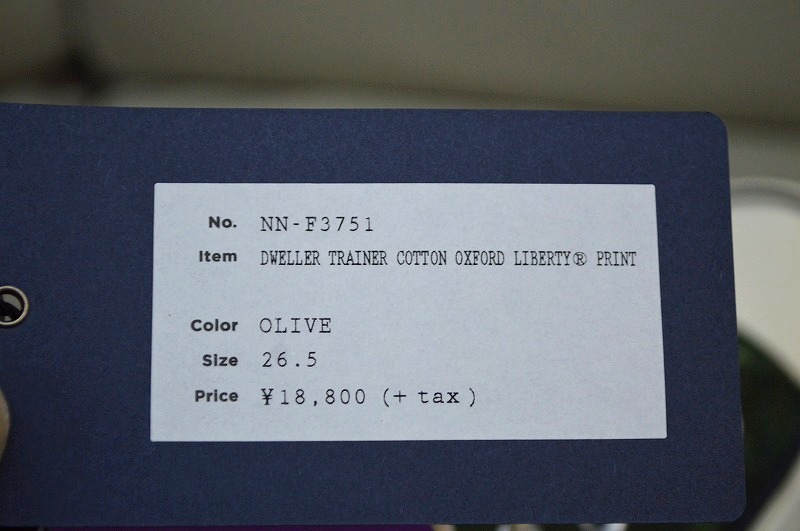 No. NN-F3751
Item DWELLER TRAINER COTTON OXFORD LIBERTY® PRINT
Color OLIVE
Size 26.5
Price ¥18,800 (+ tax)